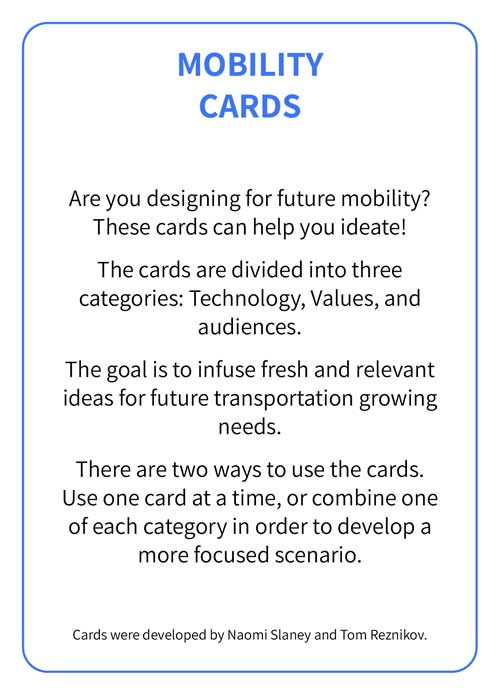 MOBILITY
CARDS
Are you designing for future mobility?
These cards can help you ideate!
The cards are divided into three
categories: Technology, Values, and
audiences.
The goal is to infuse fresh and relevant
ideas for future transportation growing
needs.
There are two ways to use the cards.
Use one card at a time, or combine one
of each category in order to develop a
more focused scenario.
Cards were developed by Naomi Slaney and Tom Reznikov.